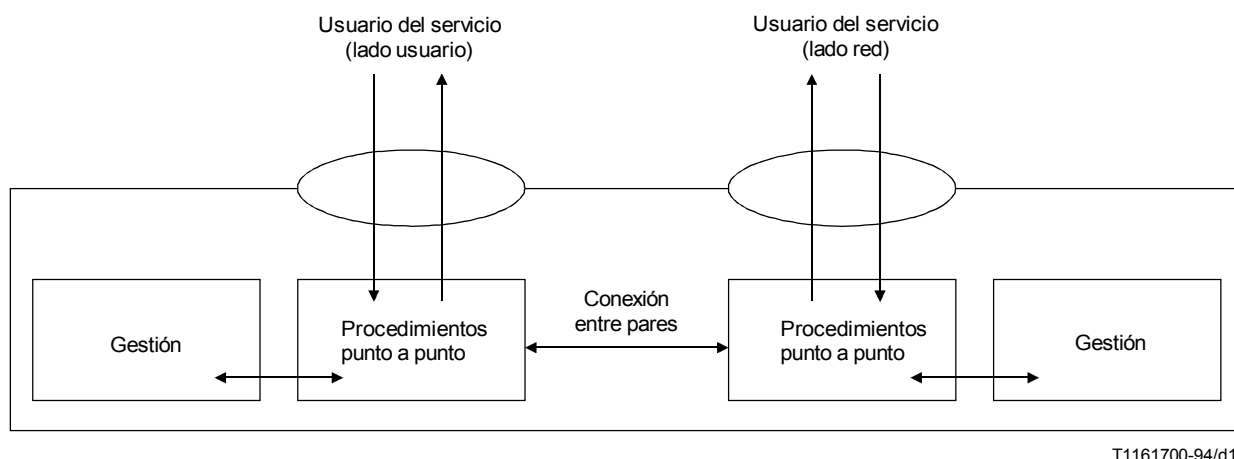 Usuario del servicio
(lado usuario)
Usuario del servicio
(lado red)
Gestión
Procedimientos
punto a punto
Conexión
entre pares
Procedimientos
punto a punto
Gestión
T1161700-94/d1